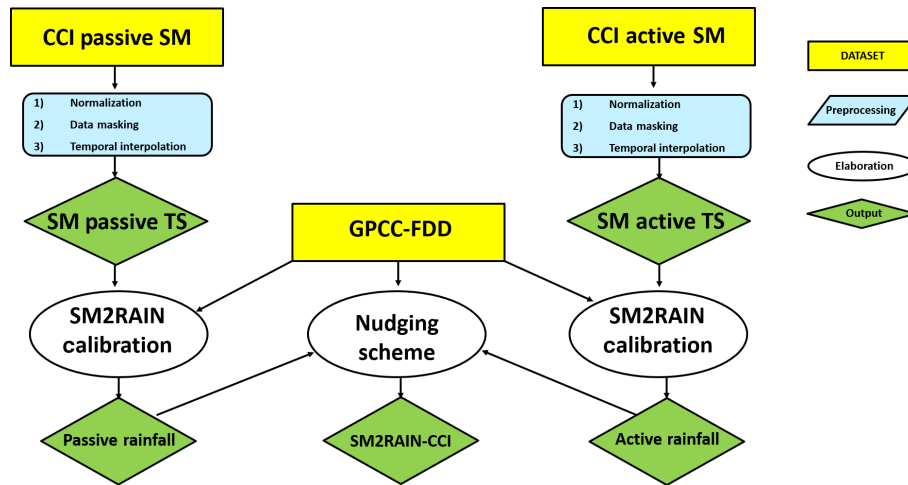 CCI passive SM
CCI active SM
DATASET
1) Normalization
2) Data masking
3) Temporal interpolation
1) Normalization
2) Data masking
3) Temporal interpolation
Preprocessing
Elaboration
SM passive TS
GPCC-FDD
SM active TS
Output
SM2RAIN
calibration
Nudging
scheme
SM2RAIN
calibration
Passive rainfall
SM2RAIN-CCI
Active rainfall